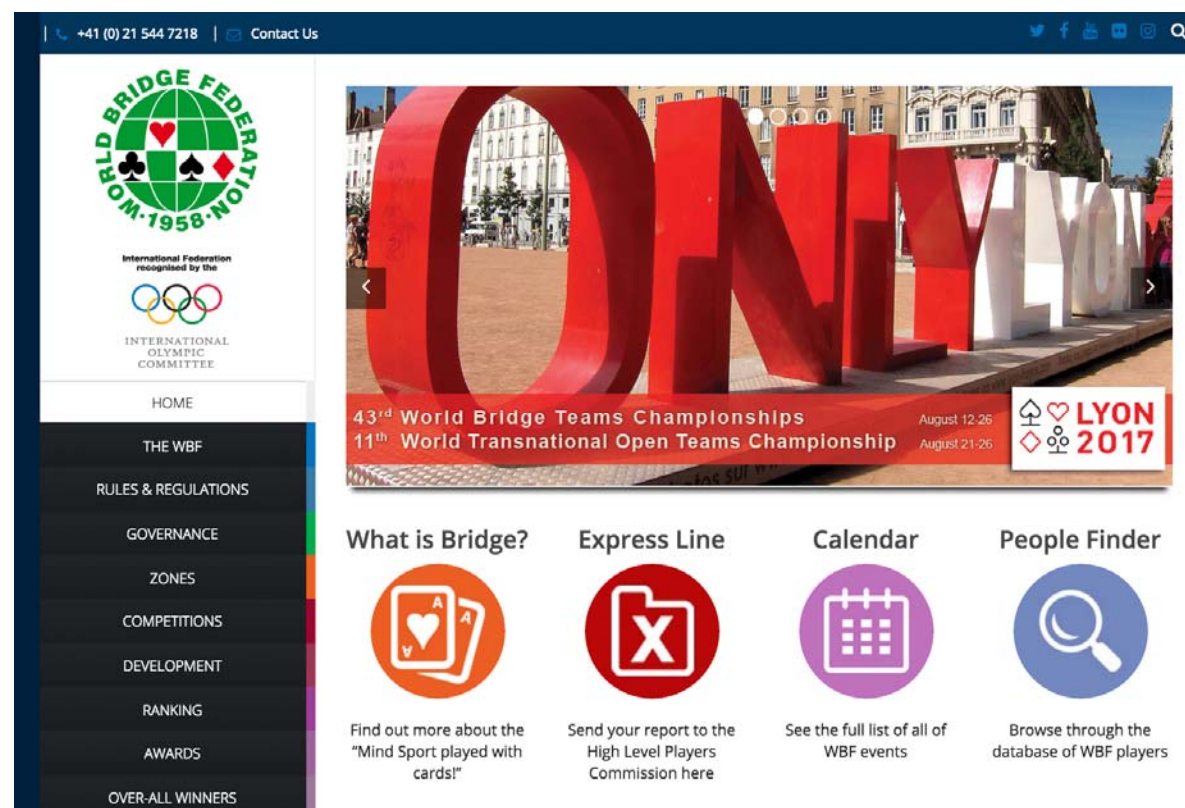 +41 (0) 21 544 7218
Contact Us
WORLD BRIDGE FEDERATION
·1958·
International Federation
recognised by the
INTERNATIONAL
OLYMPIC
COMMITTEE
HOME
THE WBF
RULES & REGULATIONS
GOVERNANCE
ZONES
COMPETITIONS
DEVELOPMENT
RANKING
AWARDS
OVER-ALL WINNERS
ONLYLYON
43rd World Bridge Teams Championships August 12-26
11th World Transnational Open Teams Championship August 21-26
LYON
2017
What is Bridge?
A
A
A
Find out more about the
“Mind Sport played with
cards!”
Express Line
X
Send your report to the
High Level Players
Commission here
Calendar
See the full list of all of
WBF events
People Finder
Browse through the
database of WBF players